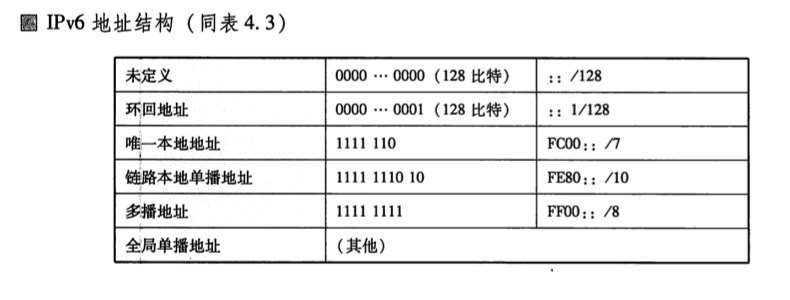 IPv6 地址结构 (同表 4.3)
未定义 0000 … 0000 (128 比特) :: /128
环回地址 0000 … 0001 (128 比特) :: 1/128
唯一本地地址 1111 110 FC00:: /7
链路本地单播地址 1111 1110 10 FE80:: /10
多播地址 1111 1111 FF00:: /8
全局单播地址 (其他)